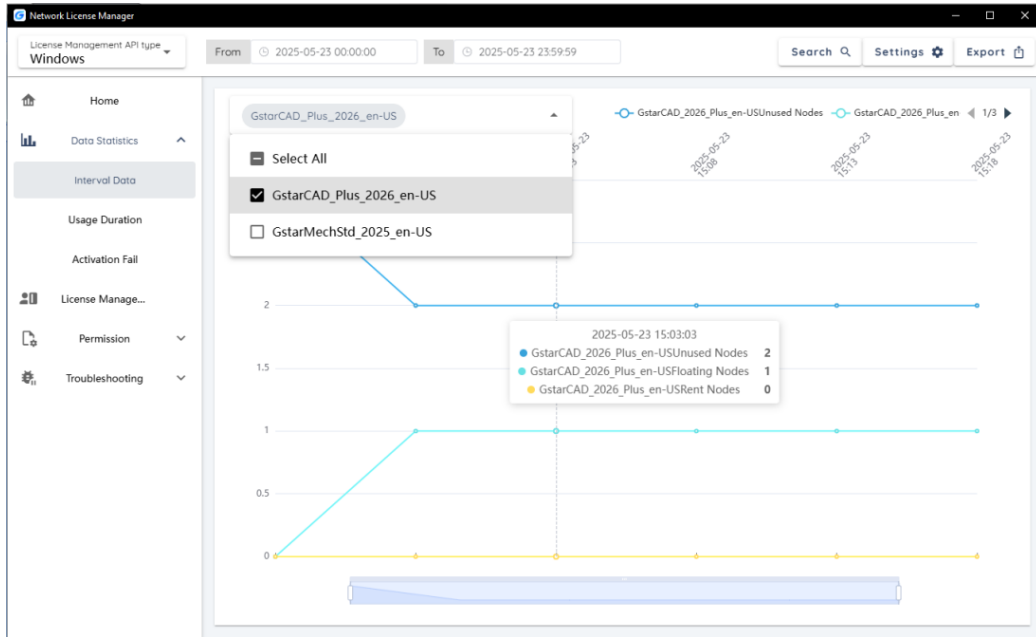 Network License Manager
License Management API type
Windows
From
2025-05-23 00:00:00
To
2025-05-23 23:59:59
Search
Settings
Export
Home
Data Statistics
Interval Data
Usage Duration
Activation Fail
License Manage...
Permission
Troubleshooting
GstarCAD_Plus_2026_en-US
Select All
GstarCAD_Plus_2026_en-US
GstarMechStd_2025_en-US
GstarCAD_2026_Plus_en-USUnused Nodes
GstarCAD_2026_Plus_en
1/3
2025-05-23
15:08
2025-05-23
15:13
2025-05-23
15:18
2
1.5
1
0.5
0
2025-05-23 15:03:03
GstarCAD_2026_Plus_en-USUnused Nodes 2
GstarCAD_2026_Plus_en-USFloating Nodes 1
GstarCAD_2026_Plus_en-USRent Nodes 0